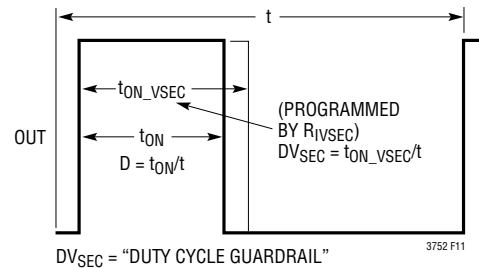 t
tON_VSEC
(PROGRAMMED
BY RIVSEC)
DVSEC = tON_VSEC/t
OUT
tON
D = tON/t
3752 F11
DVSEC = “DUTY CYCLE GUARDRAIL”